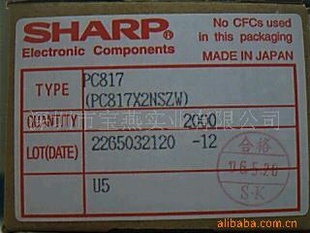 SHARP®
No CFCs used
in this packaging
Electronic Components
MADE IN JAPAN
TYPE
PC817
(PC817X2NSZW)
QUANTITY
2000
LOT(DATE)
2265032120 -12
U5
合格
S·K
alibaba.com.cn